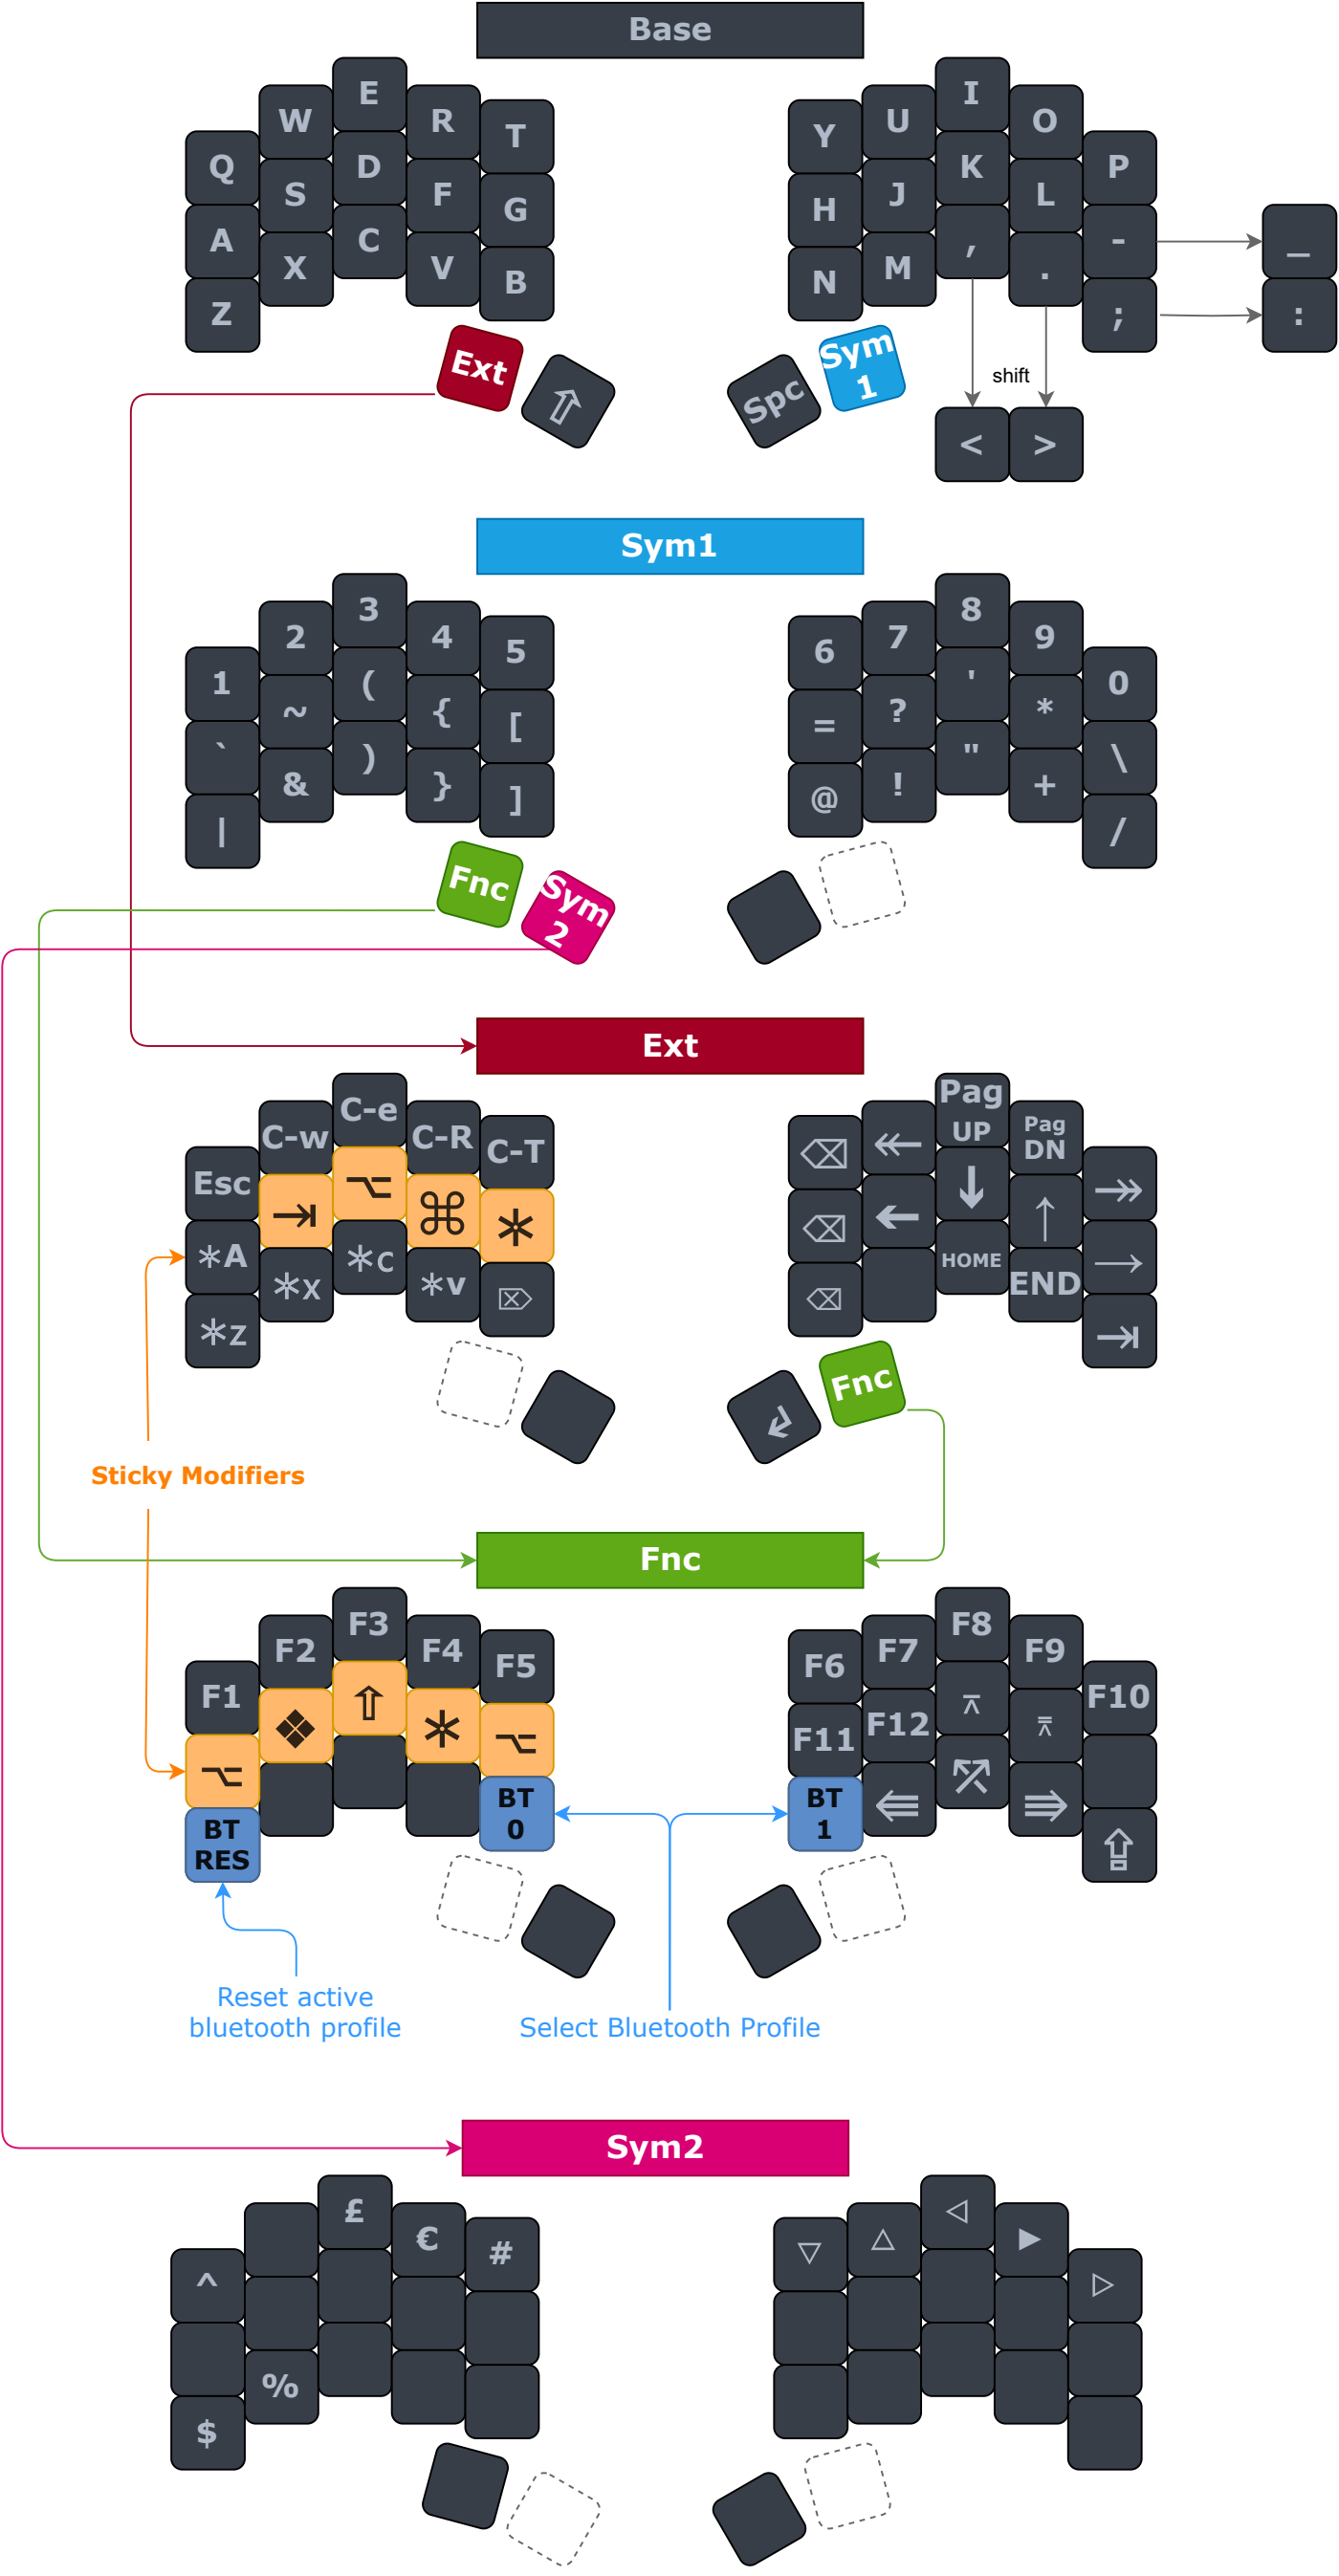 Base
Q W E R T Y U I O P
A S D F G H J K L - _
Z X C V B N M , . ; :
Ext ⇧ Spc Sym 1
shift
< >
Sym1
1 2 3 4 5 6 7 8 9 0
` ~ ( { [ = ? ' * \
| & ) } ] @ ! " + /
Fnc Sym 2
Ext
Esc C-w C-e C-R C-T ⌫ ↞ Pag UP Pag DN ↠
*A ⇥ ⌥ ⌘ * ⌫ ← ↓ ↑ →
*Z *X *C *v ⌦ ⌫ HOME END ⇥
Fnc
Sticky Modifiers
Fnc
F1 F2 F3 F4 F5 F6 F7 F8 F9 F10
⌥ ❖ ⇧ * ⌥ F11 F12 ⌅ ⌆
BT RES BT 0 BT 1 ⇚ ⤧ ⇛ ⇪
Reset active
bluetooth profile
Select Bluetooth Profile
Sym2
^ £ € # ▽ △ ◁ ▶ ▷
$ %